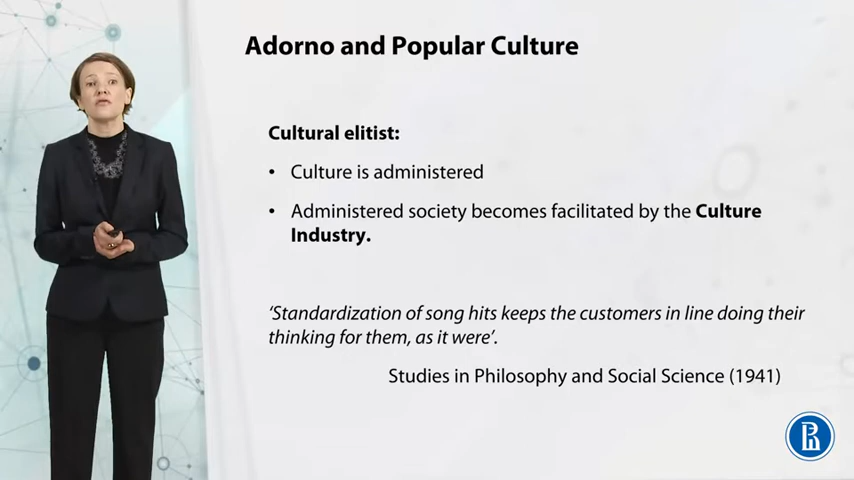 Adorno and Popular Culture
Cultural elitist:
• Culture is administered
• Administered society becomes facilitated by the Culture
Industry.
‘Standardization of song hits keeps the customers in line doing their
thinking for them, as it were’.
Studies in Philosophy and Social Science (1941)